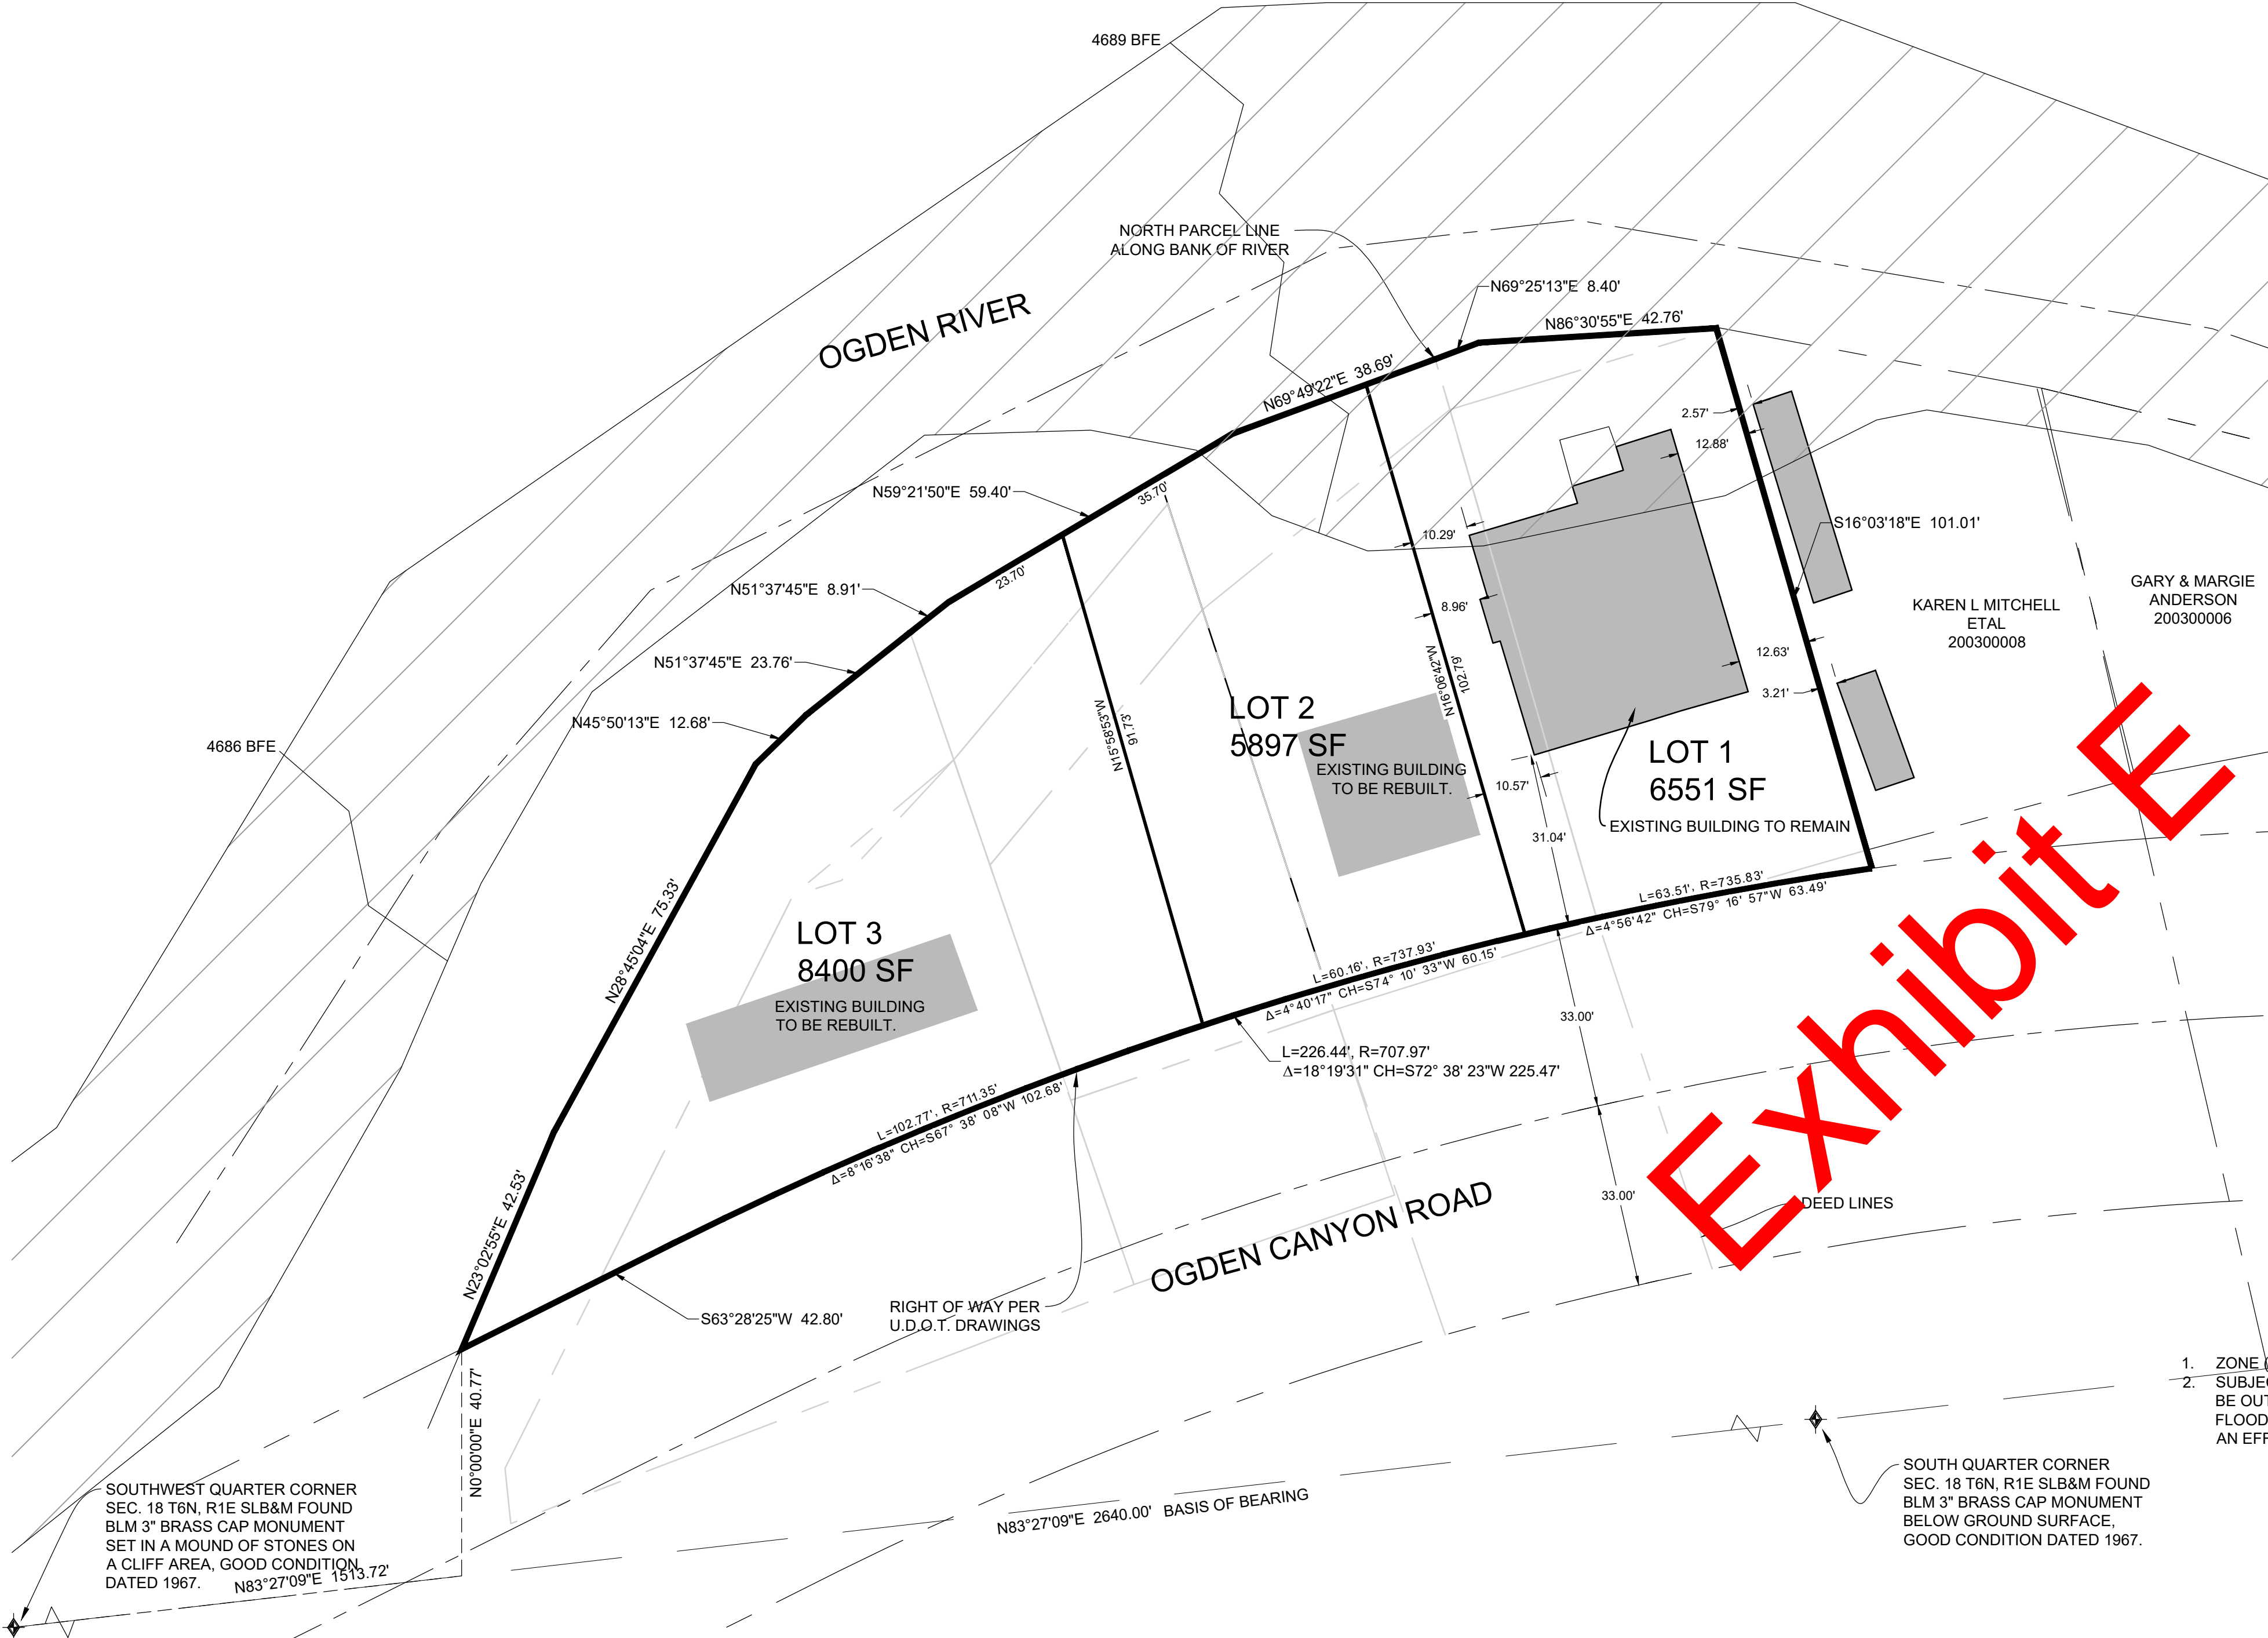 4689 BFE
NORTH PARCEL LINE
ALONG BANK OF RIVER
N69°25'13"E 8.40'
N86°30'55"E 42.76'
OGDEN RIVER
N69°49'22"E 38.69'
2.57'
12.88'
N59°21'50"E 59.40'
35.70'
10.29'
S16°03'18"E 101.01'
N51°37'45"E 8.91'
23.70'
8.96'
KAREN L MITCHELL
ETAL
200300008
GARY & MARGIE
ANDERSON
200300006
N51°37'45"E 23.76'
12.63'
3.21'
N16°06'42"W
102.79'
N45°50'13"E 12.68'
N15°58'53"W
91.73'
LOT 2
5897 SF
EXISTING BUILDING
TO BE REBUILT.
4686 BFE
LOT 1
6551 SF
10.57'
31.04'
EXISTING BUILDING TO REMAIN
N28°45'04"E 75.33'
LOT 3
8400 SF
EXISTING BUILDING
TO BE REBUILT.
L=63.51', R=735.83'
Δ=4°56'42" CH=S79° 16' 57"W 63.49'
L=60.16', R=737.93'
Δ=4°40'17" CH=S74° 10' 33"W 60.15'
33.00'
L=226.44', R=707.97'
Δ=18°19'31" CH=S72° 38' 23"W 225.47'
L=102.77', R=711.35'
Δ=8°16'38" CH=S67° 38' 08"W 102.68'
Exhibit E
33.00'
DEED LINES
N23°02'55"E 42.53'
OGDEN CANYON ROAD
RIGHT OF WAY PER
U.D.O.T. DRAWINGS
S63°28'25"W 42.80'
N0°00'00"E 40.77'
1. ZONE
2. SUBJE
BE OUT
FLOOD
AN EFF
SOUTHWEST QUARTER CORNER
SEC. 18 T6N, R1E SLB&M FOUND
BLM 3" BRASS CAP MONUMENT
SET IN A MOUND OF STONES ON
A CLIFF AREA, GOOD CONDITION
DATED 1967.
N83°27'09"E 1513.72'
N83°27'09"E 2640.00' BASIS OF BEARING
SOUTH QUARTER CORNER
SEC. 18 T6N, R1E SLB&M FOUND
BLM 3" BRASS CAP MONUMENT
BELOW GROUND SURFACE,
GOOD CONDITION DATED 1967.